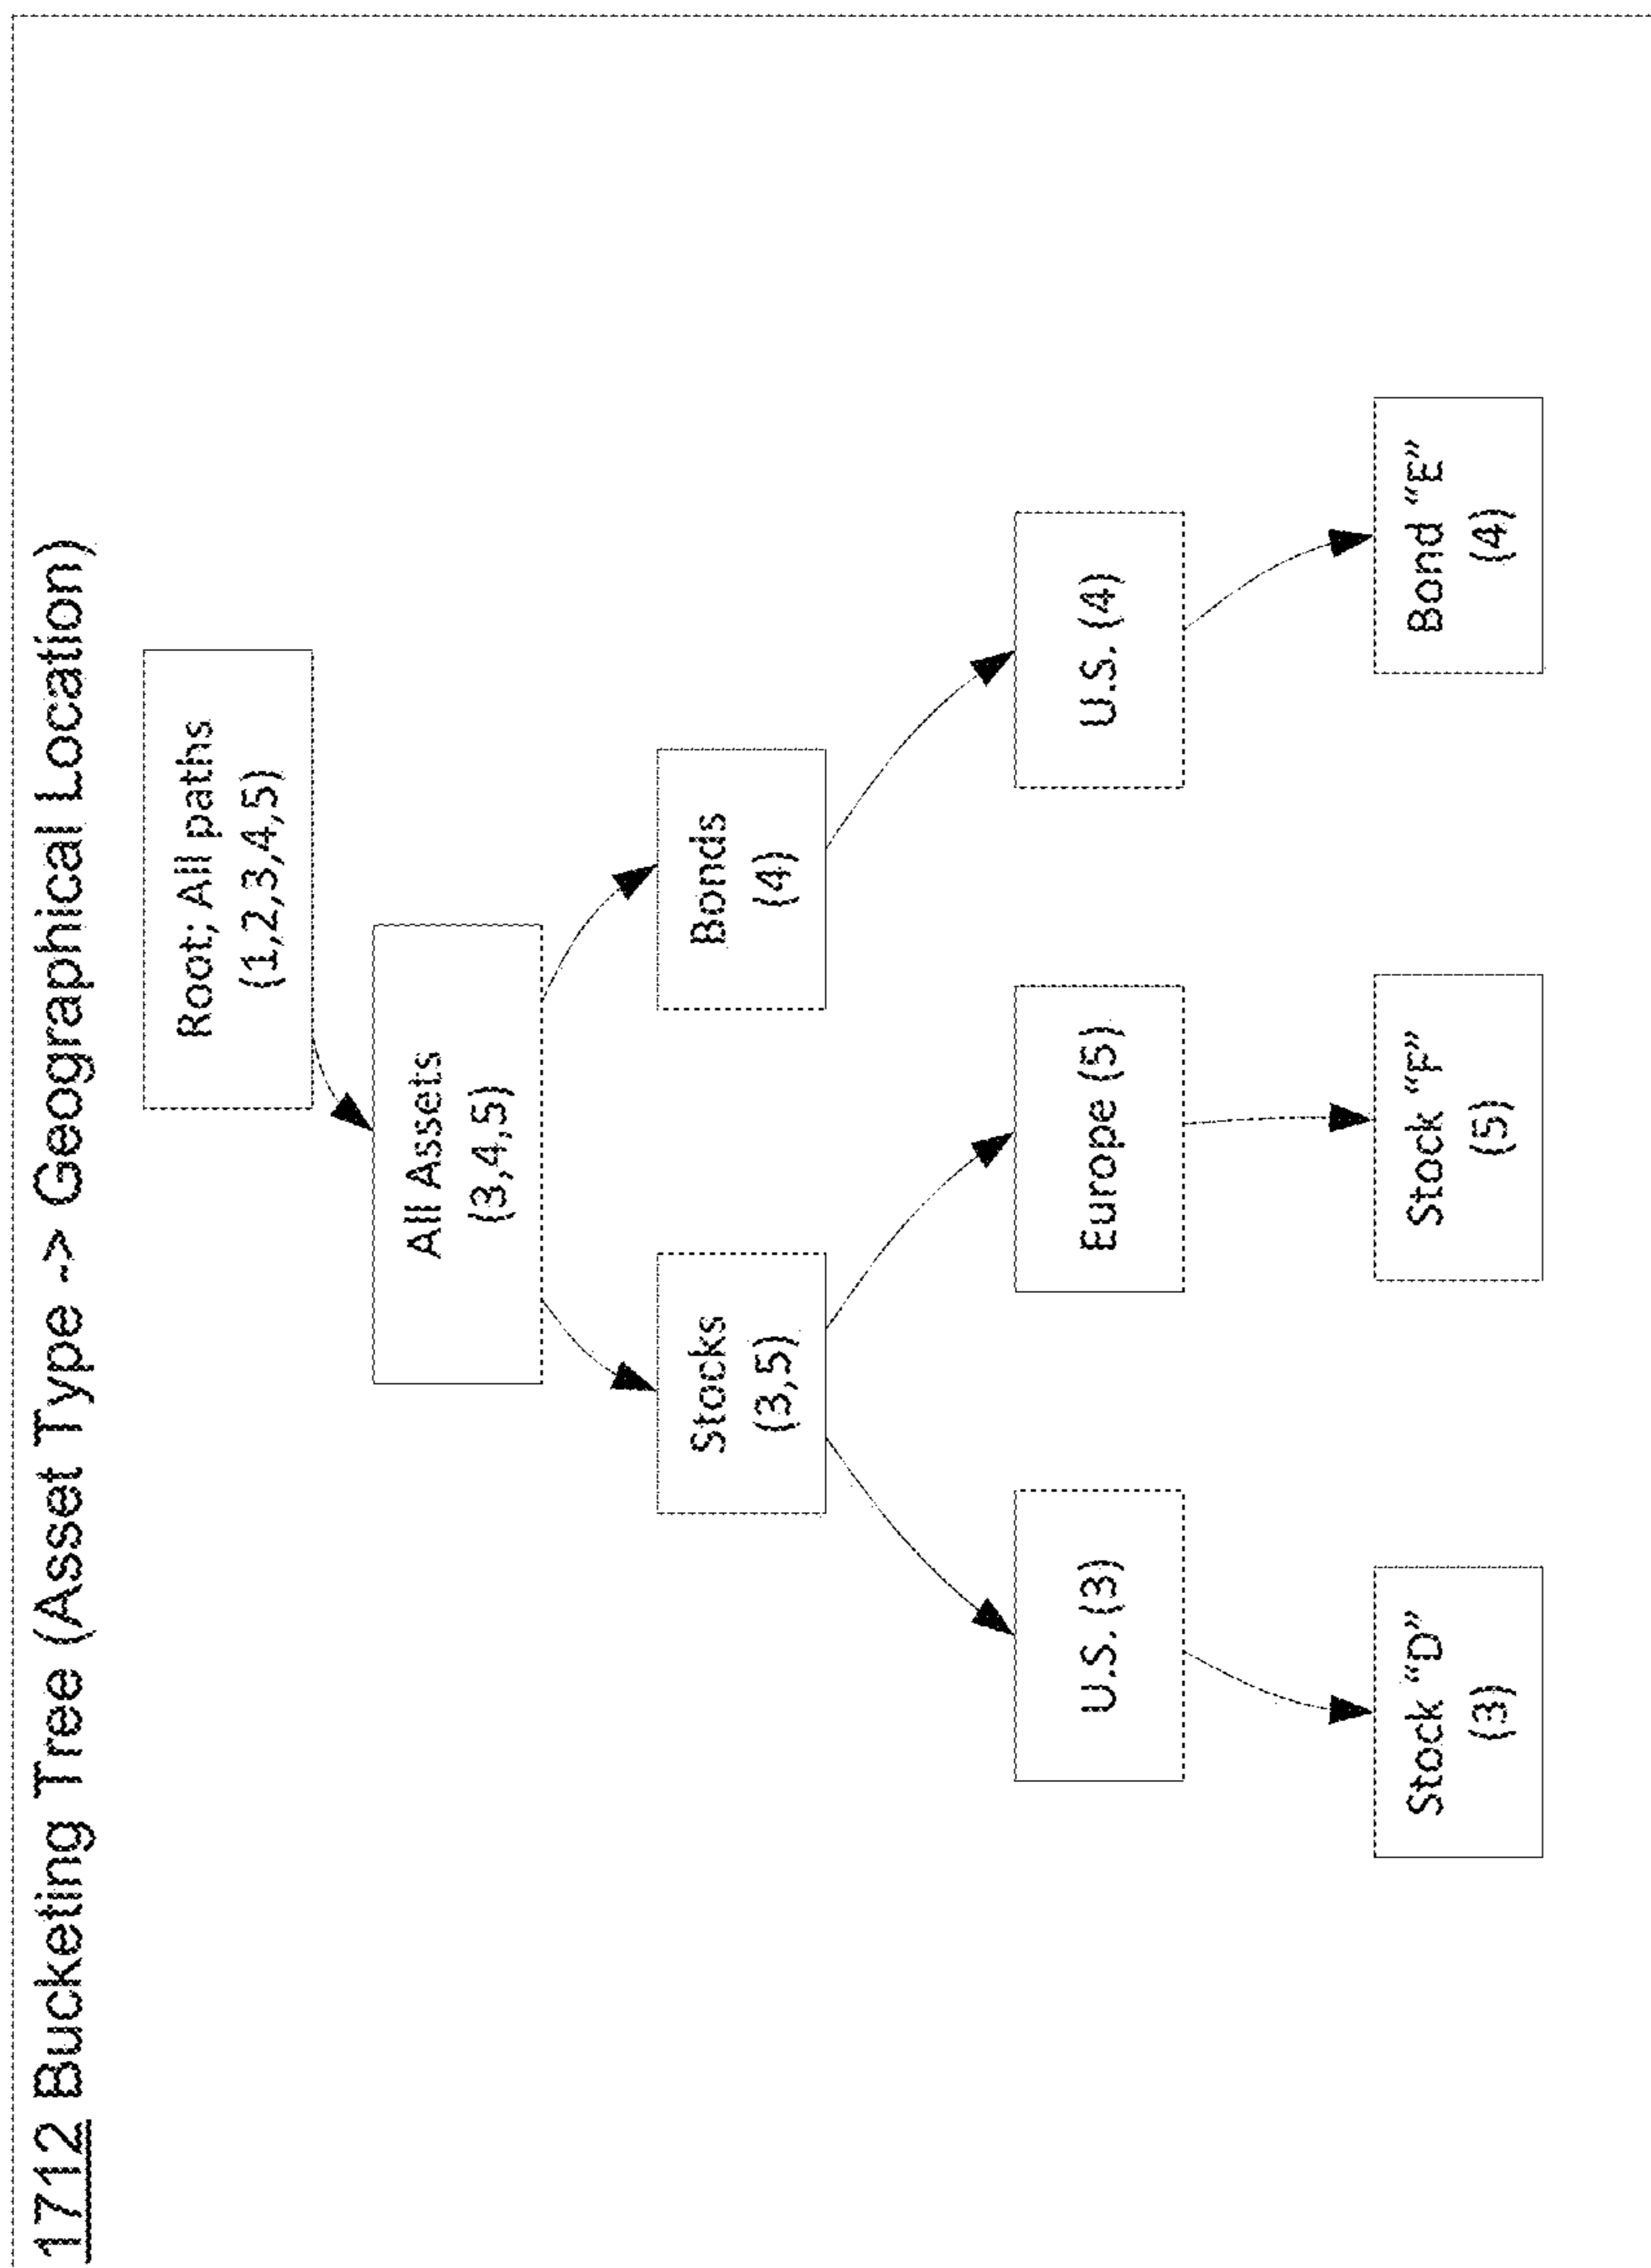 1712 Bucketing Tree (Asset Type -> Geographical Location)
Root; All paths
(1,2,3,4,5)
All Assets
(3,4,5)
Stocks
(3,5)
Bonds
(4)
U.S. (3)
Europe (5)
U.S. (4)
Stock “D”
(3)
Stock “F”
(5)
Bond “E”
(4)